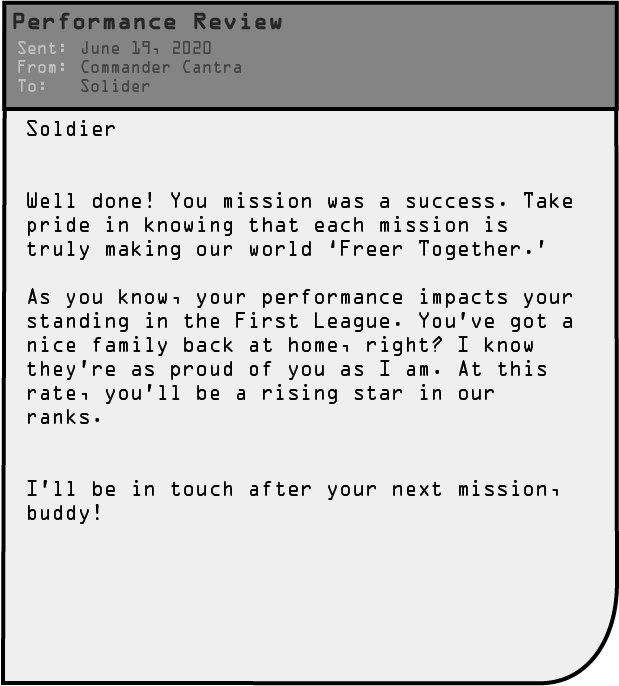 Performance Review
Sent: June 19, 2020
From: Commander Cantra
To: Solider
Soldier
Well done! You mission was a success. Take
pride in knowing that each mission is
truly making our world ‘Freer Together.’
As you know, your performance impacts your
standing in the First League. You've got a
nice family back at home, right? I know
they're as proud of you as I am. At this
rate, you'll be a rising star in our
ranks.
I'll be in touch after your next mission,
buddy!